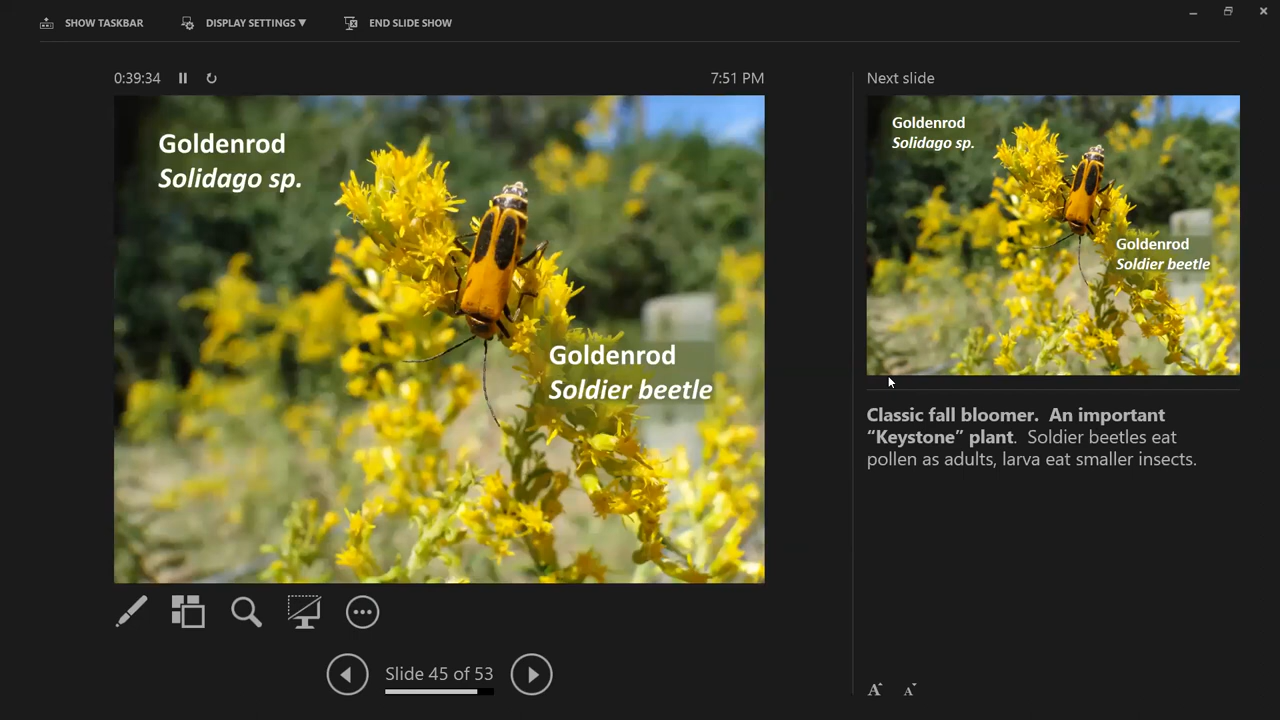 SHOW TASKBAR
DISPLAY SETTINGS ▼
END SLIDE SHOW
0:39:34
7:51 PM
Next slide
Goldenrod
Solidago sp.
Goldenrod
Soldier beetle
Goldenrod
Solidago sp.
Goldenrod
Soldier beetle
Classic fall bloomer.  An important
“Keystone” plant.  Soldier beetles eat
pollen as adults, larva eat smaller insects.
Slide 45 of 53
A A